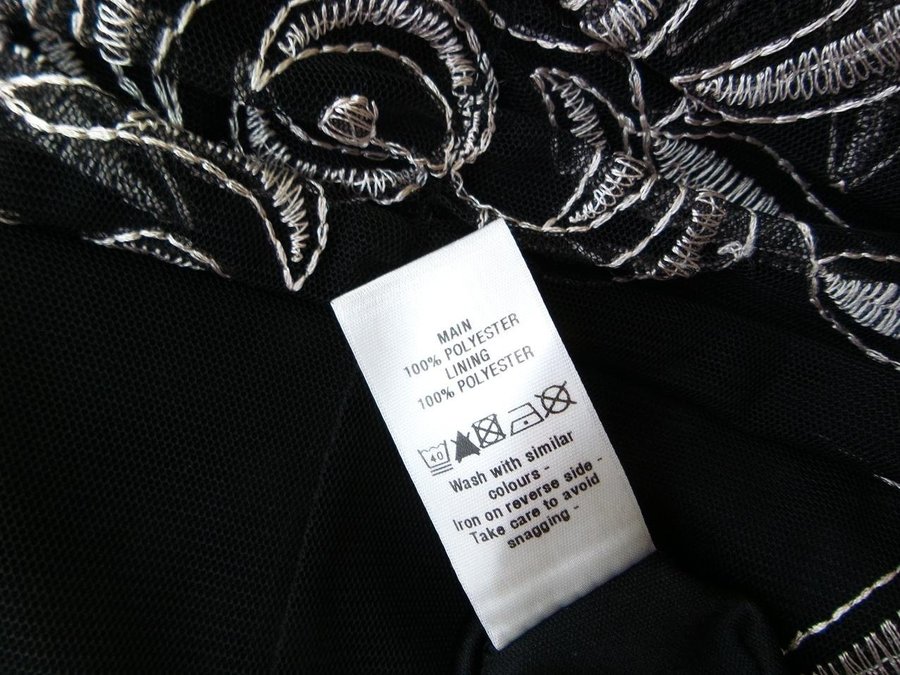 MAIN
100% POLYESTER
LINING
100% POLYESTER
40
Wash with similar
colours -
Iron on reverse side -
Take care to avoid
snagging -